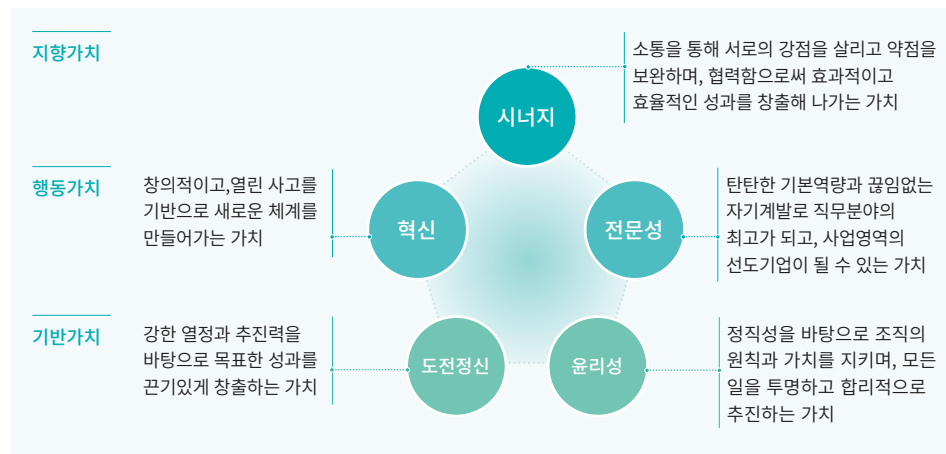 지향가치
소통을 통해 서로의 강점을 살리고 약점을
보완하며, 협력함으로써 효과적이고
효율적인 성과를 창출해 나가는 가치
시너지
행동가치
창의적이고,열린 사고를
기반으로 새로운 체계를
만들어가는 가치
혁신
전문성
탄탄한 기본역량과 끊임없는
자기계발로 직무분야의
최고가 되고, 사업영역의
선도기업이 될 수 있는 가치
기반가치
강한 열정과 추진력을
바탕으로 목표한 성과를
끈기있게 창출하는 가치
도전정신
윤리성
정직성을 바탕으로 조직의
원칙과 가치를 지키며, 모든
일을 투명하고 합리적으로
추진하는 가치